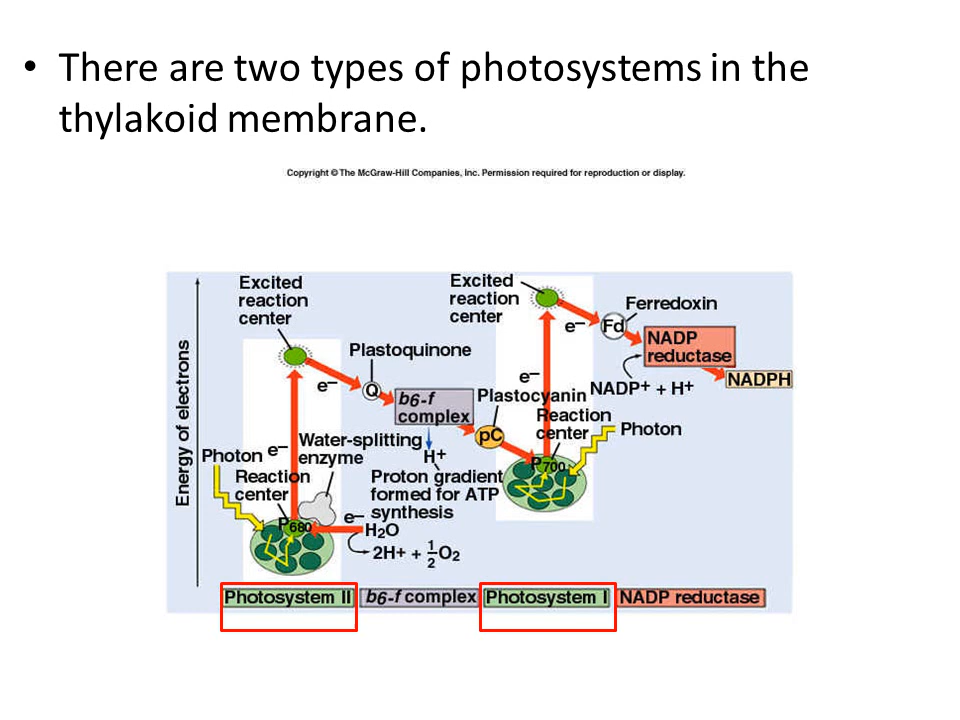 • There are two types of photosystems in the
thylakoid membrane.
Copyright © The McGraw-Hill Companies, Inc. Permission required for reproduction or display.
Energy of electrons
Excited
reaction
center
Plastoquinone
e–
Q
b6-f
complex
H+
Proton gradient
formed for ATP
synthesis
Photon
e–
Reaction
center
Water-splitting
enzyme
P680
e–
H2O
2H+ + 1/2 O2
Excited
reaction
center
e–
Plastocyanin
pC
Reaction
center
P700
Photon
e–
Fd
Ferredoxin
NADP
reductase
NADP+ + H+
NADPH
Photosystem II
b6-f complex
Photosystem I
NADP reductase